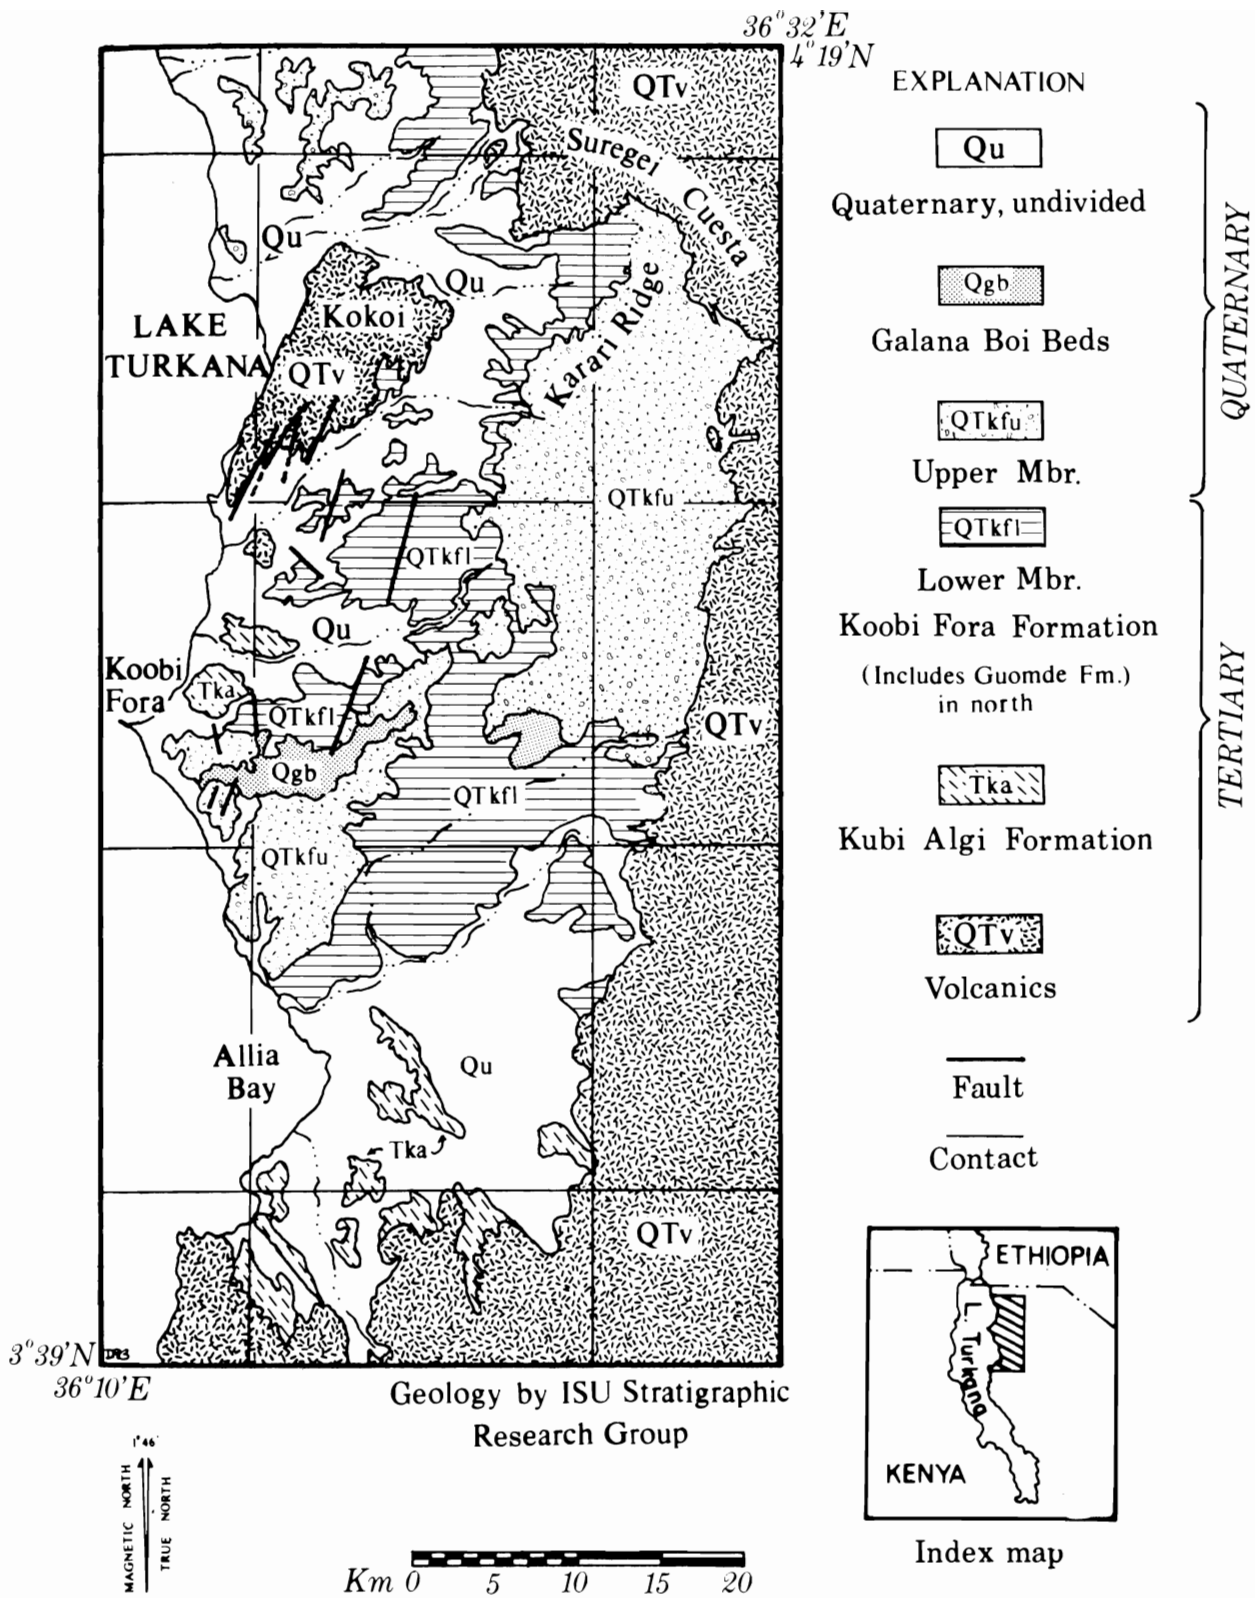 36°32'E
4°19'N
QTv
Suregei Cuesta
Qu
Qu
Karari Ridge
LAKE
TURKANA
Kokoi
QTv
QTkfu
QTkfl
Qu
Koobi
Fora
Tka
QTkfl
QTv
Qgb
QTkfl
QTkfu
Allia
Bay
Qu
Tka
QTv
3°39'N
36°10'E
Geology by ISU Stratigraphic
Research Group
1°46'
MAGNETIC NORTH
TRUE NORTH
Km 0 5 10 15 20
EXPLANATION
Qu
Quaternary, undivided
Qgb
Galana Boi Beds
QTkfu
Upper Mbr.
QTkfl
Lower Mbr.
Koobi Fora Formation
(Includes Guomde Fm.)
in north
Tka
Kubi Algi Formation
QTv
Volcanics
Fault
Contact
QUATERNARY
TERTIARY
ETHIOPIA
L. Turkana
KENYA
Index map